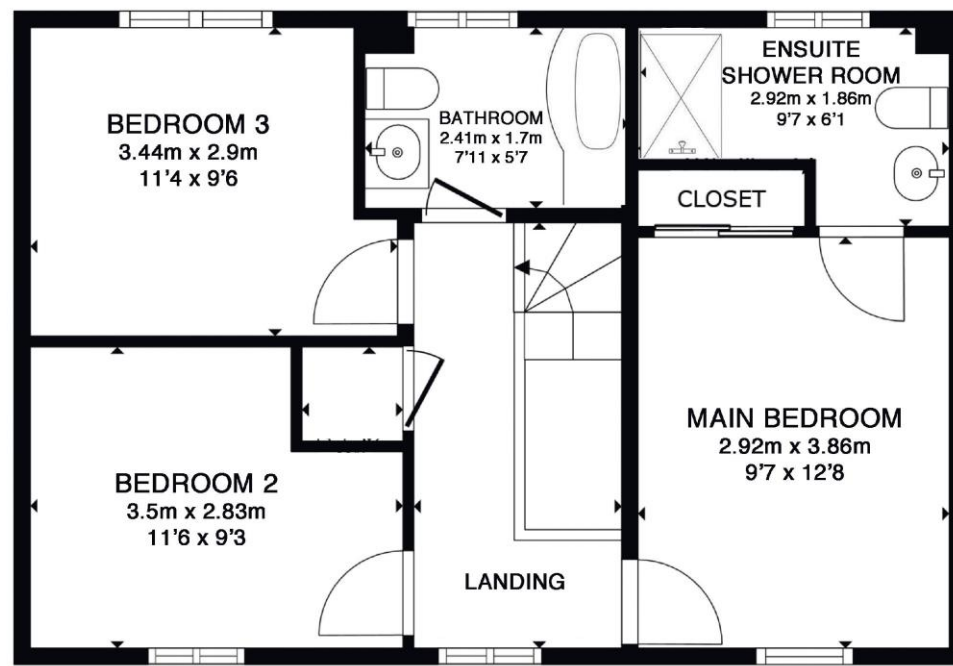 BEDROOM 3
3.44m x 2.9m
11'4 x 9'6
BATHROOM
2.41m x 1.7m
7'11 x 5'7
ENSUITE
SHOWER ROOM
2.92m x 1.86m
9'7 x 6'1
CLOSET
BEDROOM 2
3.5m x 2.83m
11'6 x 9'3
LANDING
MAIN BEDROOM
2.92m x 3.86m
9'7 x 12'8